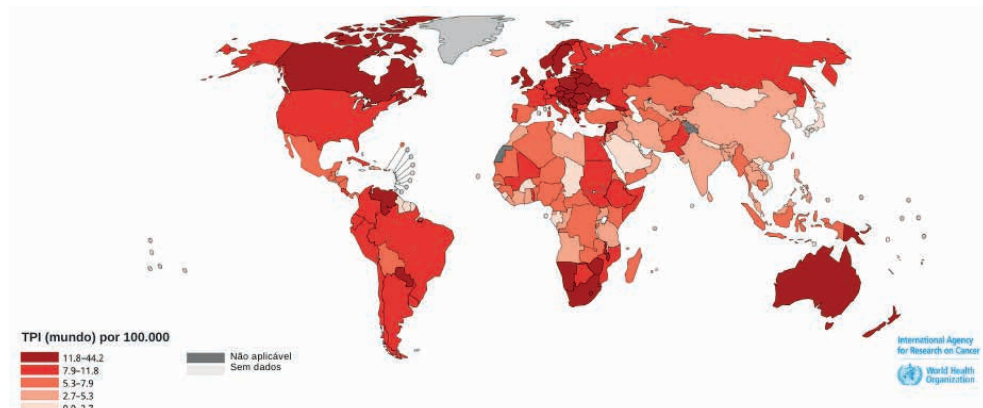 TPI (mundo) por 100.000
11.8–44.2
7.9–11.8
5.3–7.9
2.7–5.3
Não aplicável
Sem dados
International Agency
for Research on Cancer
World Health
Organization